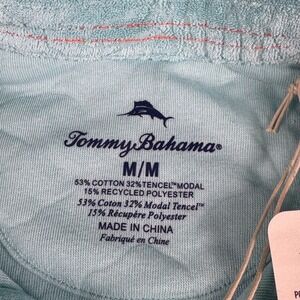 Tommy Bahama®
M/M
53% COTTON 32% TENCEL™ MODAL
15% RECYCLED POLYESTER
53% Coton 32% Modal Tencel™
15% Récupére Polyester
MADE IN CHINA
Fabriqué en Chine